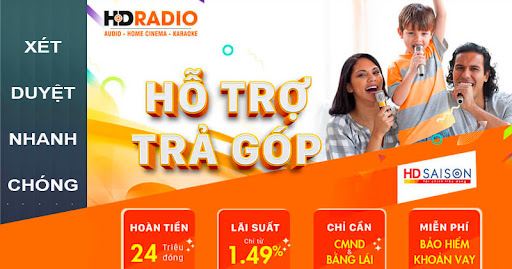 XÉT
DUYỆT
NHANH
CHÓNG
HDRADIO
AUDIO - HOME CINEMA - KARAOKE
HỖ TRỢ
TRẢ GÓP
HD SAISON
HOÀN TIỀN
24 Triệu đồng
LÃI SUẤT
Chỉ từ
1.49%
CHỈ CẦN
CMND
&
BẰNG LÁI
MIỄN PHÍ
BẢO HIỂM
KHOẢN VAY